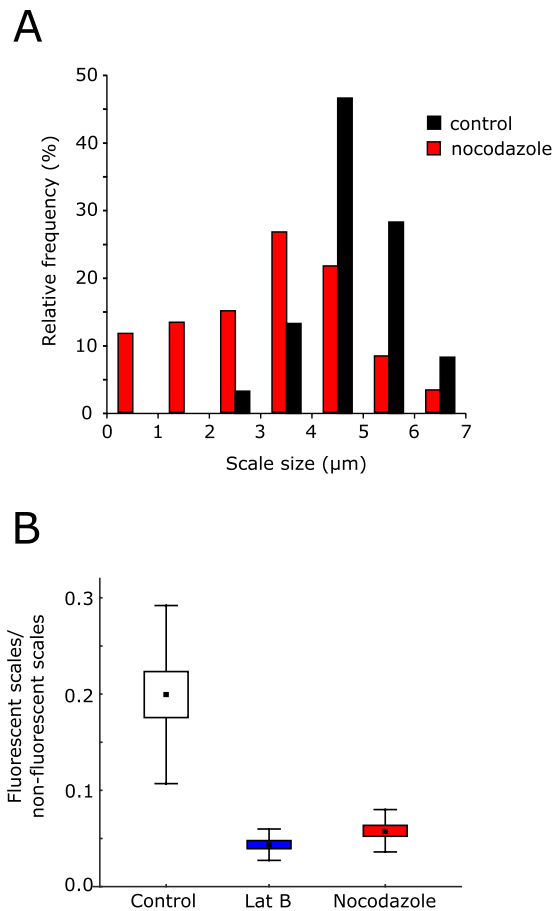 A
50
40
30
20
10
0
Relative frequency (%)
control
nocodazole
0 1 2 3 4 5 6 7
Scale size (µm)
B
0.3
0.2
0.1
0.0
Fluorescent scales/
non-fluorescent scales
Control Lat B Nocodazole